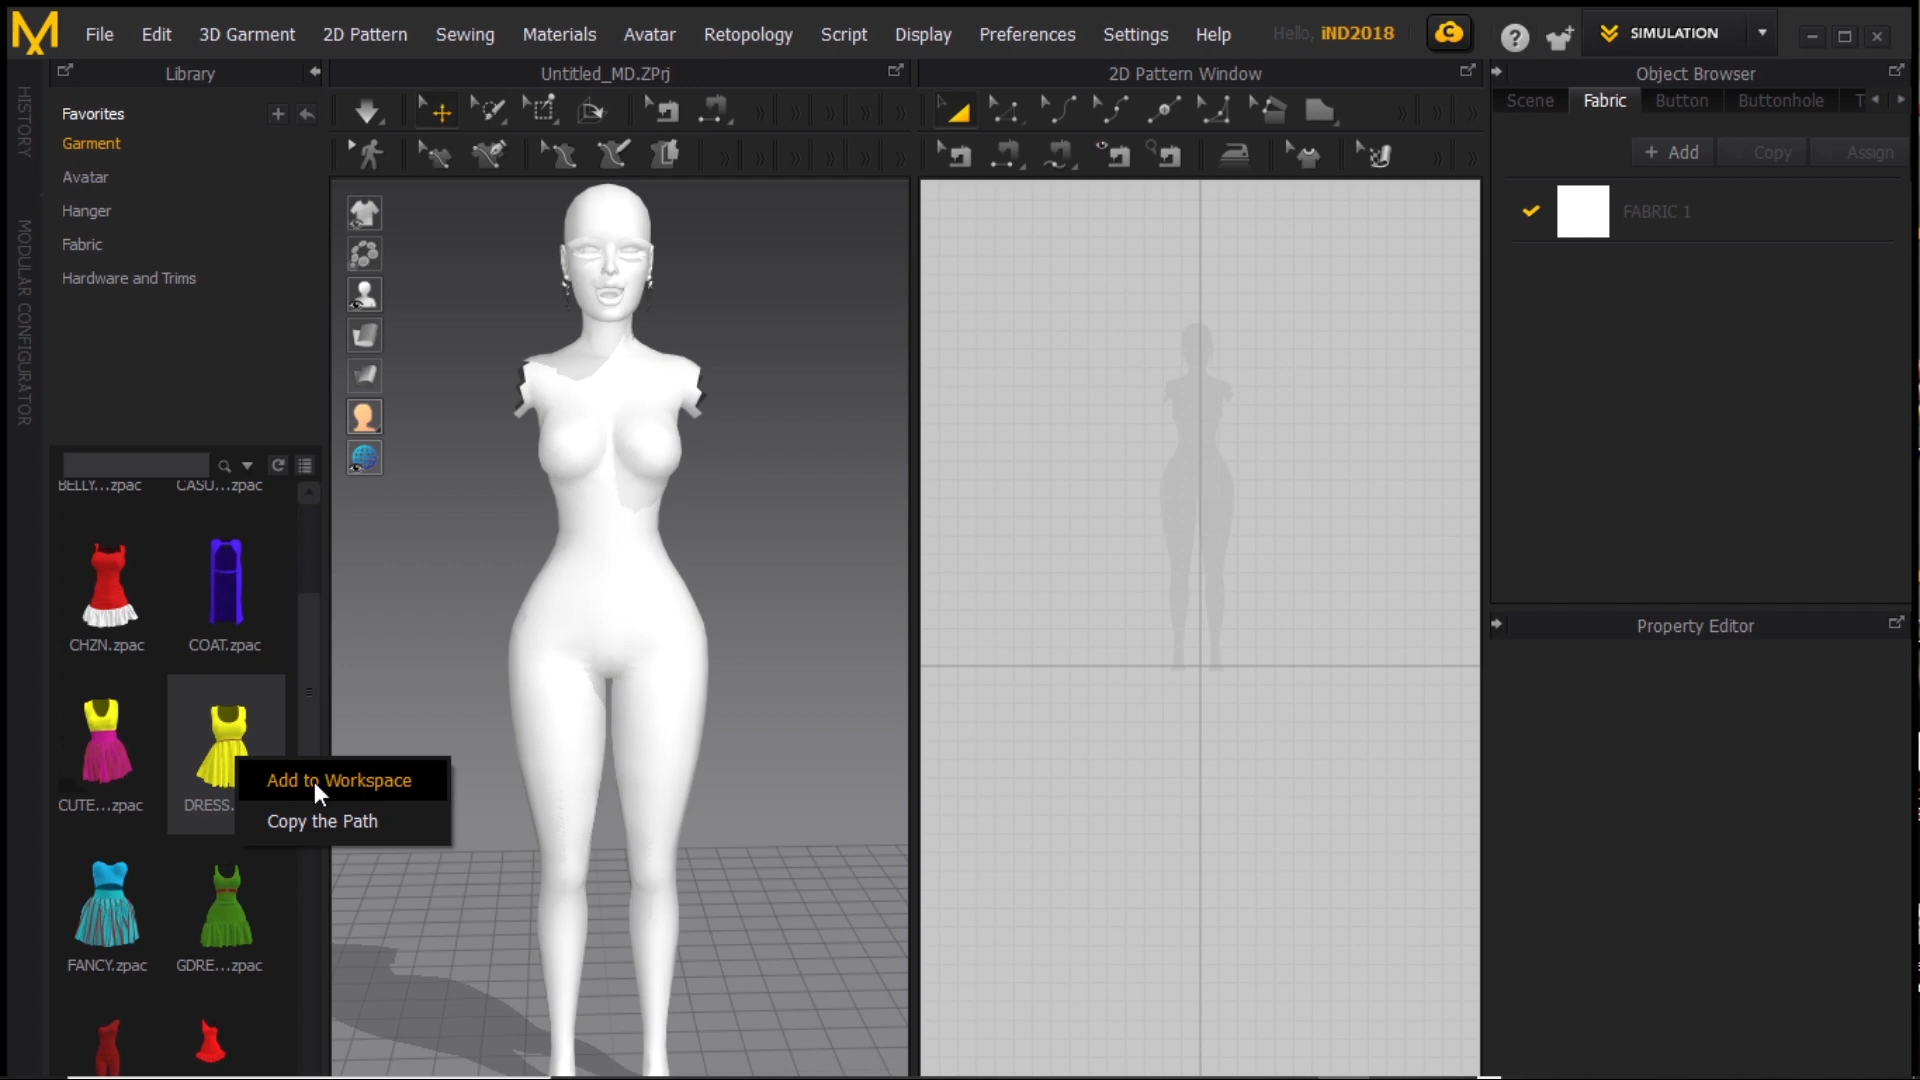 File Edit 3D Garment 2D Pattern Sewing Materials Avatar Retopology Script Display Preferences Settings Help Hello, iND2018 SIMULATION
Library
Untitled_MD.ZPrj
2D Pattern Window
Object Browser
HISTORY
MODULAR CONFIGURATOR
Favorites
Garment
Avatar
Hanger
Fabric
Hardware and Trims
BELLY...zpac CASU...zpac
CHZN.zpac COAT.zpac
CUTE...zpac DRESS.
FANCY.zpac GDRE...zpac
Add to Workspace
Copy the Path
Scene Fabric Button Buttonhole T
+ Add Copy Assign
FABRIC 1
Property Editor